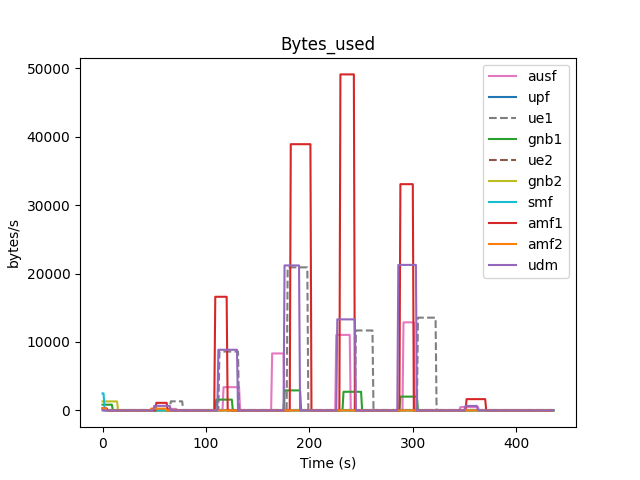 Bytes_used
50000
40000
30000
20000
10000
0
bytes/s
0 100 200 300 400
Time (s)
ausf
upf
ue1
gnb1
ue2
gnb2
smf
amf1
amf2
udm